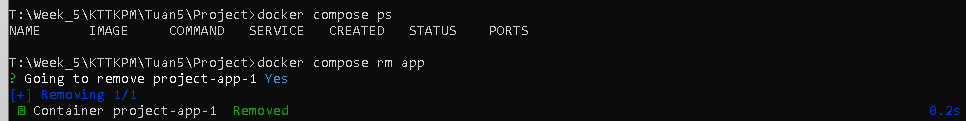 T:\Week_5\KTTKPM\Tuan5\Project>docker compose ps
NAME IMAGE COMMAND SERVICE CREATED STATUS PORTS
T:\Week_5\KTTKPM\Tuan5\Project>docker compose rm app
? Going to remove project-app-1 Yes
[+] Removing 1/1
Container project-app-1 Removed 0.2s